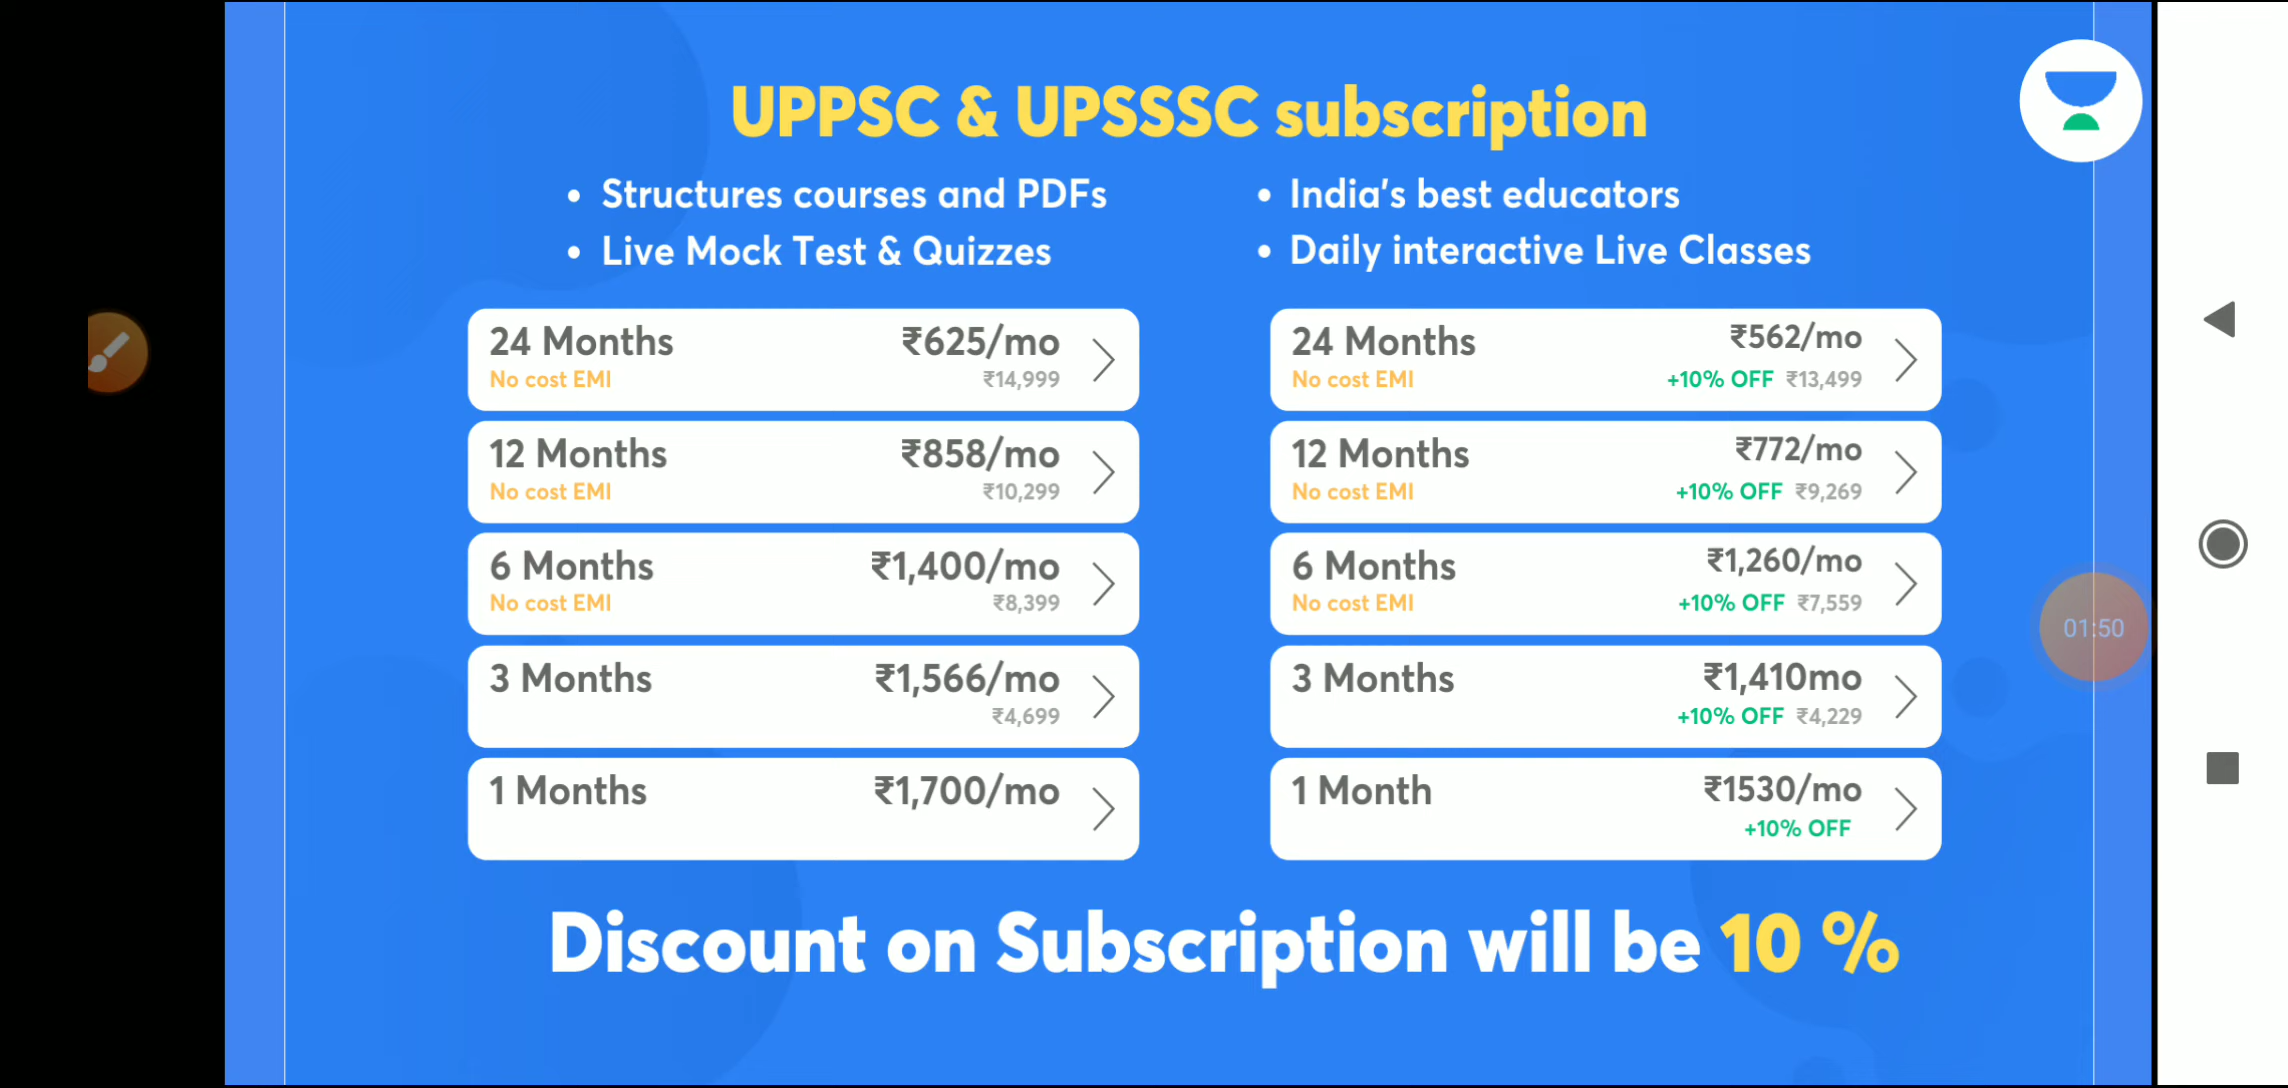 UPPSC & UPSSSC subscription
• Structures courses and PDFs
• Live Mock Test & Quizzes
• India's best educators
• Daily interactive Live Classes
24 Months ₹625/mo
No cost EMI ₹14,999
12 Months ₹858/mo
No cost EMI ₹10,299
6 Months ₹1,400/mo
No cost EMI ₹8,399
3 Months ₹1,566/mo
₹4,699
1 Months ₹1,700/mo
24 Months ₹562/mo
No cost EMI +10% OFF ₹13,499
12 Months ₹772/mo
No cost EMI +10% OFF ₹9,269
6 Months ₹1,260/mo
No cost EMI +10% OFF ₹7,559
3 Months ₹1,410mo
+10% OFF ₹4,229
1 Month ₹1530/mo
+10% OFF
01:50
Discount on Subscription will be 10 %